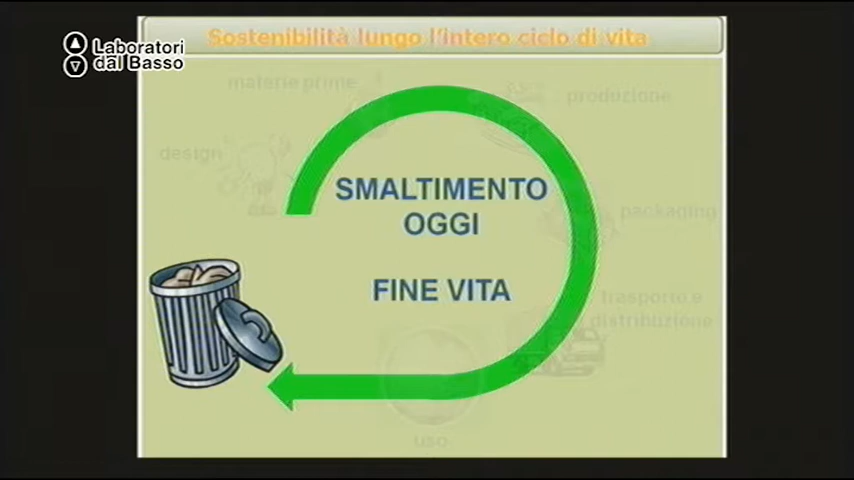 Sostenibilità lungo l'intero ciclo di vita
Laboratori
dal Basso
materie prime
produzione
design
SMALTIMENTO
OGGI
packaging
FINE VITA
trasporto e
distribuzione
uso